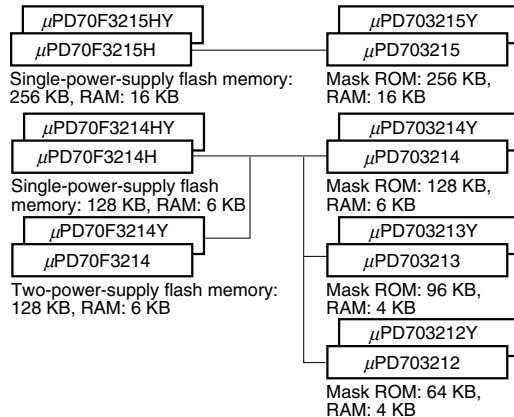 μPD70F3215HY
μPD70F3215H
Single-power-supply flash memory:
256 KB, RAM: 16 KB
μPD703215Y
μPD703215
Mask ROM: 256 KB,
RAM: 16 KB
μPD70F3214HY
μPD70F3214H
Single-power-supply flash
memory: 128 KB, RAM: 6 KB
μPD703214Y
μPD703214
Mask ROM: 128 KB,
RAM: 6 KB
μPD70F3214Y
μPD70F3214
Two-power-supply flash memory:
128 KB, RAM: 6 KB
μPD703213Y
μPD703213
Mask ROM: 96 KB,
RAM: 4 KB
μPD703212Y
μPD703212
Mask ROM: 64 KB,
RAM: 4 KB